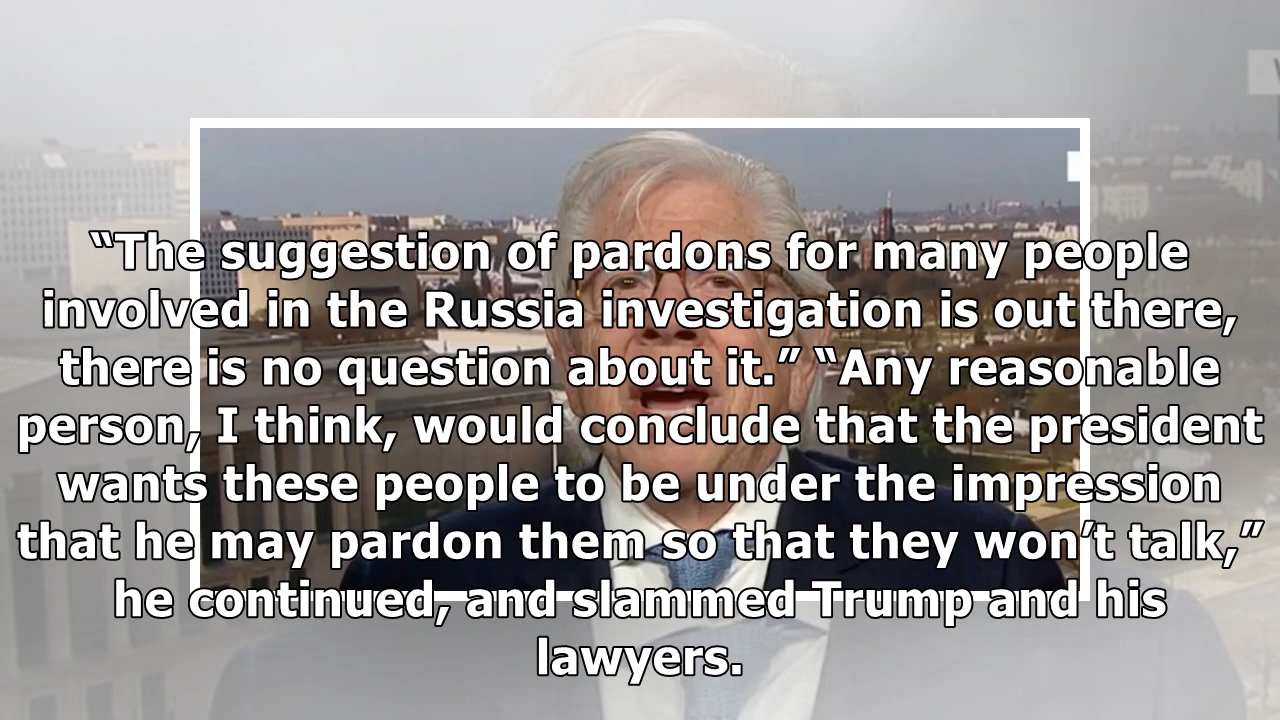 “The suggestion of pardons for many people
involved in the Russia investigation is out there,
there is no question about it.” “Any reasonable
person, I think, would conclude that the president
wants these people to be under the impression
that he may pardon them so that they won’t talk,”
he continued, and slammed Trump and his
lawyers.